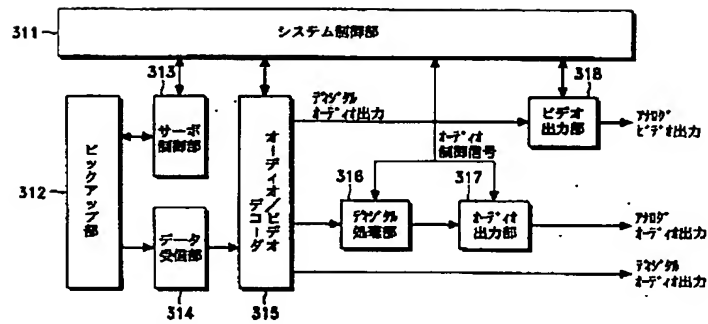 311
システム制御部
313
318
312
ピックアップ部
サーボ
制御部
オーディオ/ビデオ
デコーダ
ディジタル
オーディオ出力
ビデオ
出力部
アナログ
ビデオ出力
オーディオ
制御信号
316
317
データ
受信部
ディジタル
処理部
オーディオ
出力部
アナログ
オーディオ出力
ディジタル
オーディオ出力
314
315